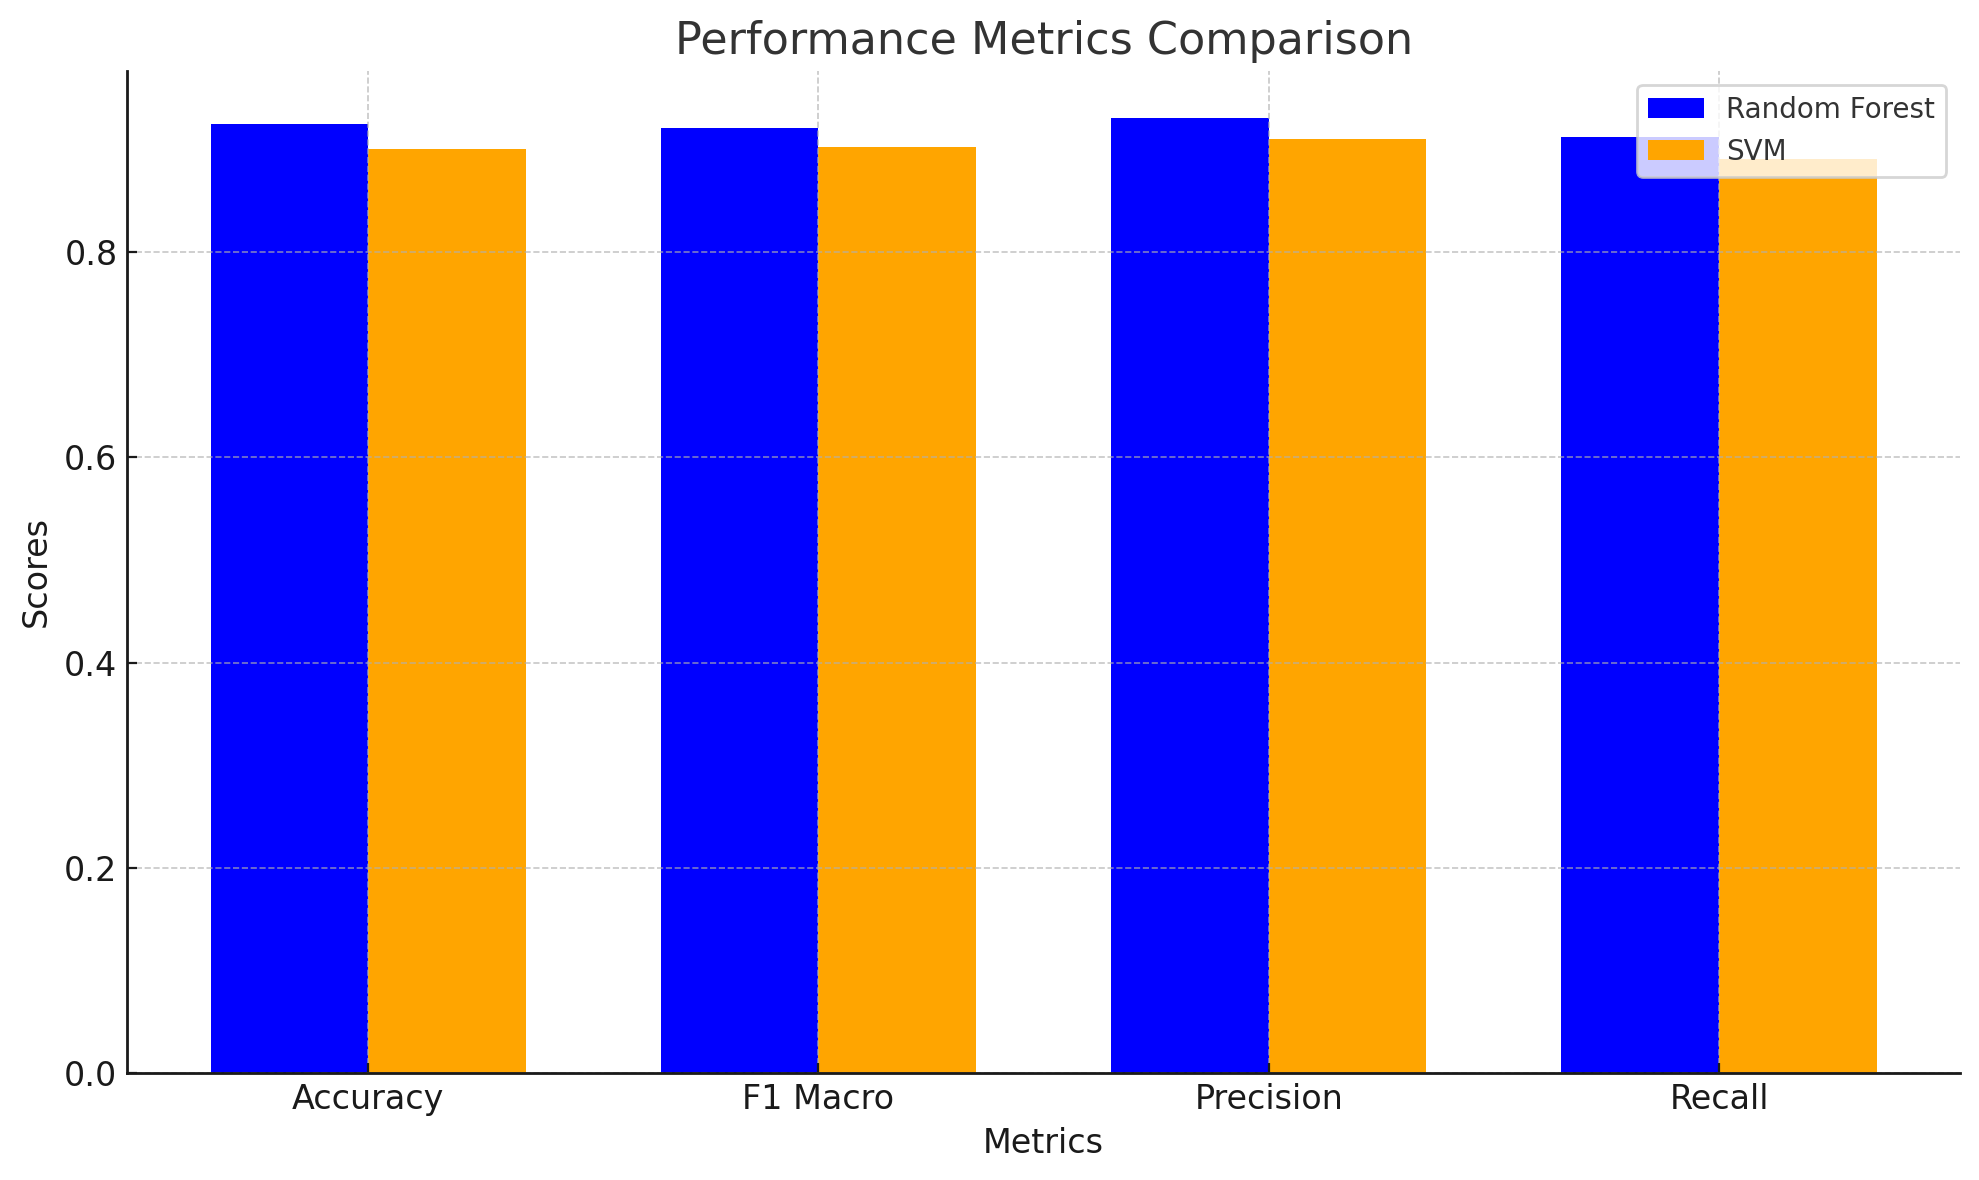 Performance Metrics Comparison
Random Forest
SVM
Scores
0.8
0.6
0.4
0.2
0.0
Accuracy
F1 Macro
Precision
Recall
Metrics